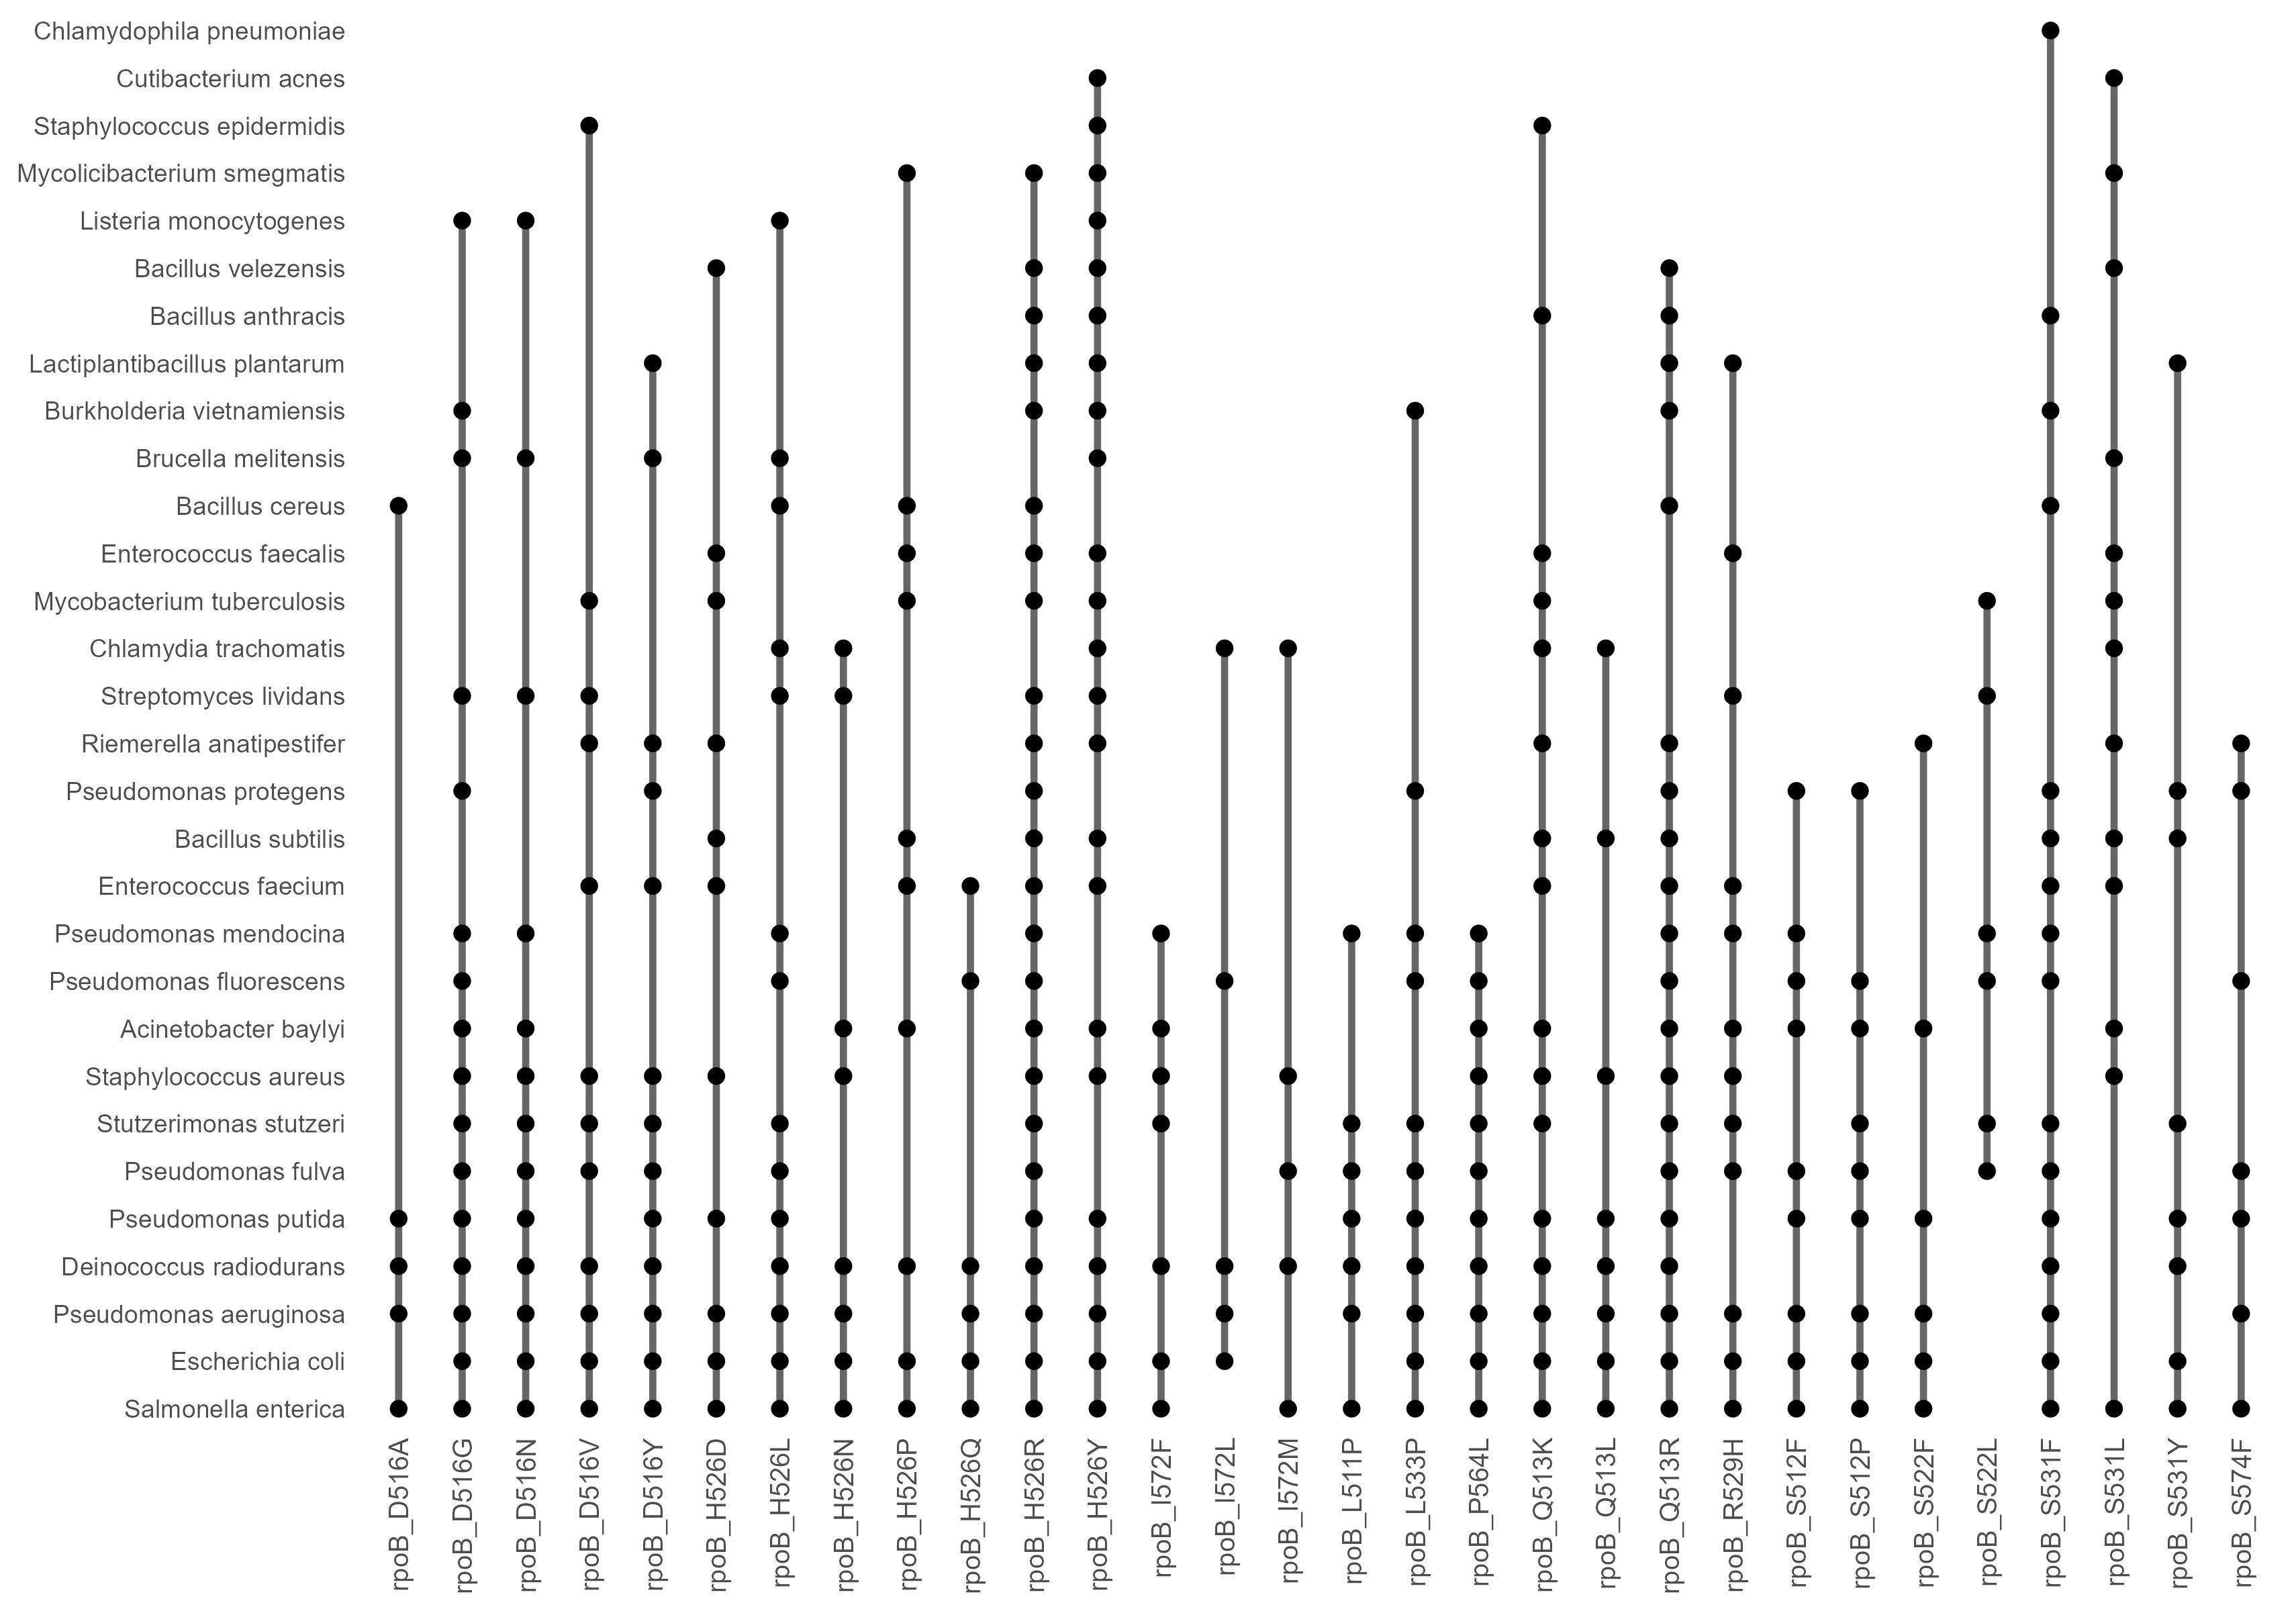 Chlamydophila pneumoniae
Cutibacterium acnes
Staphylococcus epidermidis
Mycolicibacterium smegmatis
Listeria monocytogenes
Bacillus velezensis
Bacillus anthracis
Lactiplantibacillus plantarum
Burkholderia vietnamiensis
Brucella melitensis
Bacillus cereus
Enterococcus faecalis
Mycobacterium tuberculosis
Chlamydia trachomatis
Streptomyces lividans
Riemerella anatipestifer
Pseudomonas protegens
Bacillus subtilis
Enterococcus faecium
Pseudomonas mendocina
Pseudomonas fluorescens
Acinetobacter baylyi
Staphylococcus aureus
Stutzerimonas stutzeri
Pseudomonas fulva
Pseudomonas putida
Deinococcus radiodurans
Pseudomonas aeruginosa
Escherichia coli
Salmonella enterica
rpoB_D516A
rpoB_D516G
rpoB_D516N
rpoB_D516V
rpoB_D516Y
rpoB_H526D
rpoB_H526L
rpoB_H526N
rpoB_H526P
rpoB_H526Q
rpoB_H526R
rpoB_H526Y
rpoB_I572F
rpoB_I572L
rpoB_I572M
rpoB_L511P
rpoB_L533P
rpoB_P564L
rpoB_Q513K
rpoB_Q513L
rpoB_Q513R
rpoB_R529H
rpoB_S512F
rpoB_S512P
rpoB_S522F
rpoB_S522L
rpoB_S531F
rpoB_S531L
rpoB_S531Y
rpoB_S574F